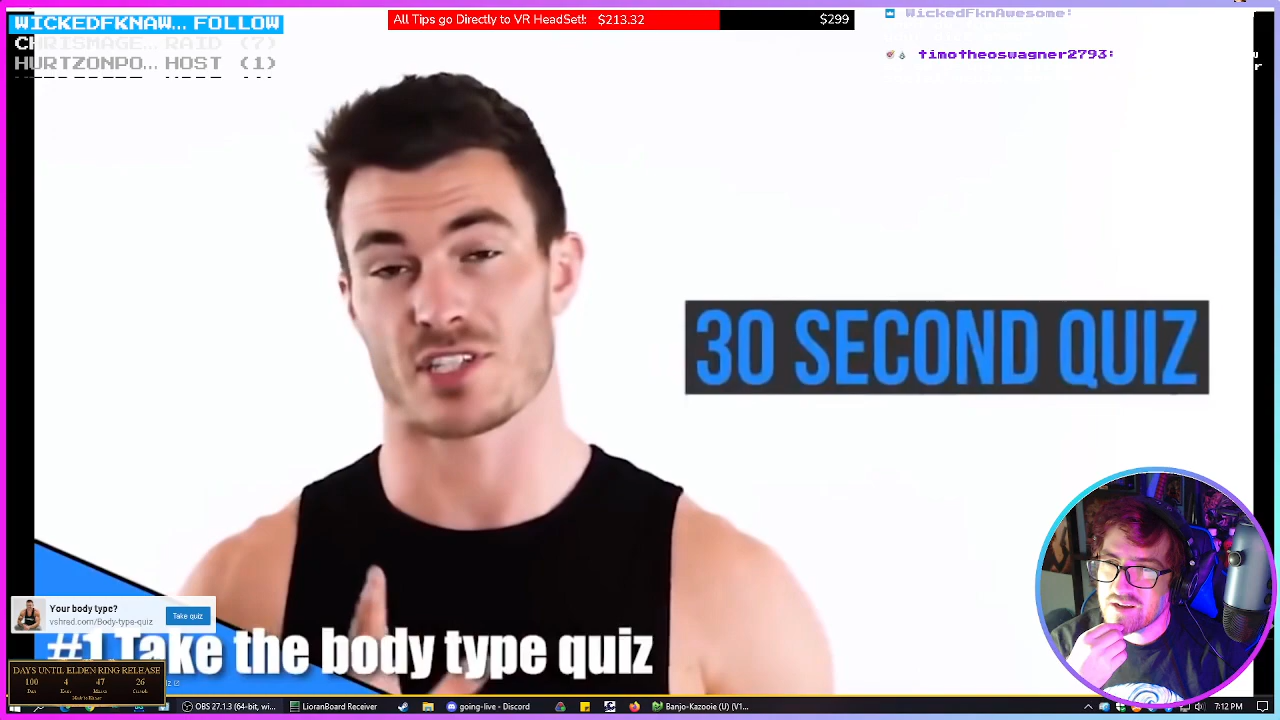 WICKEDFKNAW... FOLLOW
CHRISMAGE... RAID (7)
HURTZONPO... HOST (1)
All Tips go Directly to VR HeadSet! $213.32 $299
WickedFknAwesome:
timotheoswagner2793:
30 SECOND QUIZ
Your body type?
vshred.com/Body-type-quiz
Take quiz
#1 Take the body type quiz
DAYS UNTIL ELDEN RING RELEASE
100 4 47 26
OBS 27.1.3 (64-bit, wi...
LioranBoard Receiver
going-live - Discord
Banjo-Kazooie (U) (V1...
7:12 PM